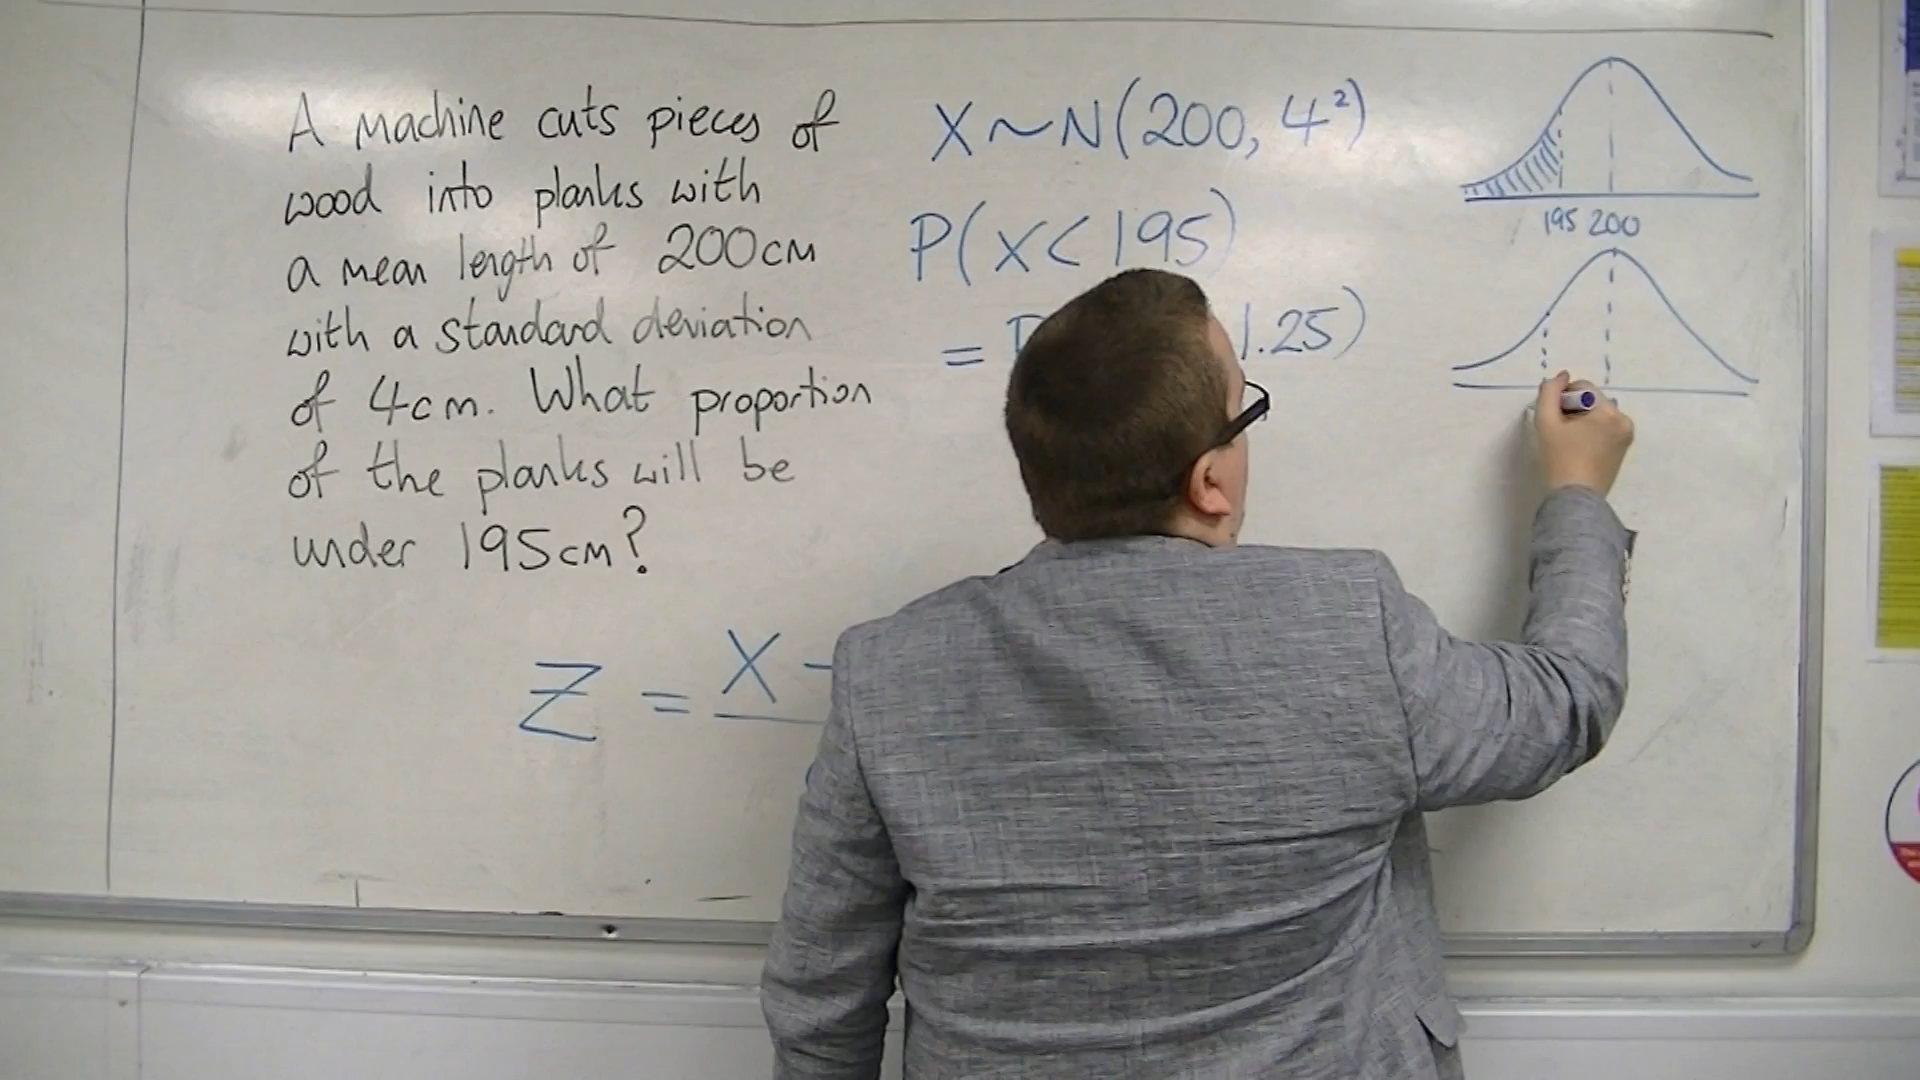 A machine cuts pieces of
wood into planks with
a mean length of 200cm
with a standard deviation
of 4cm. What proportion
of the planks will be
under 195cm?
X~N(200, 4²)
P(X<195)
= 1.25)
Z = X -
195 200